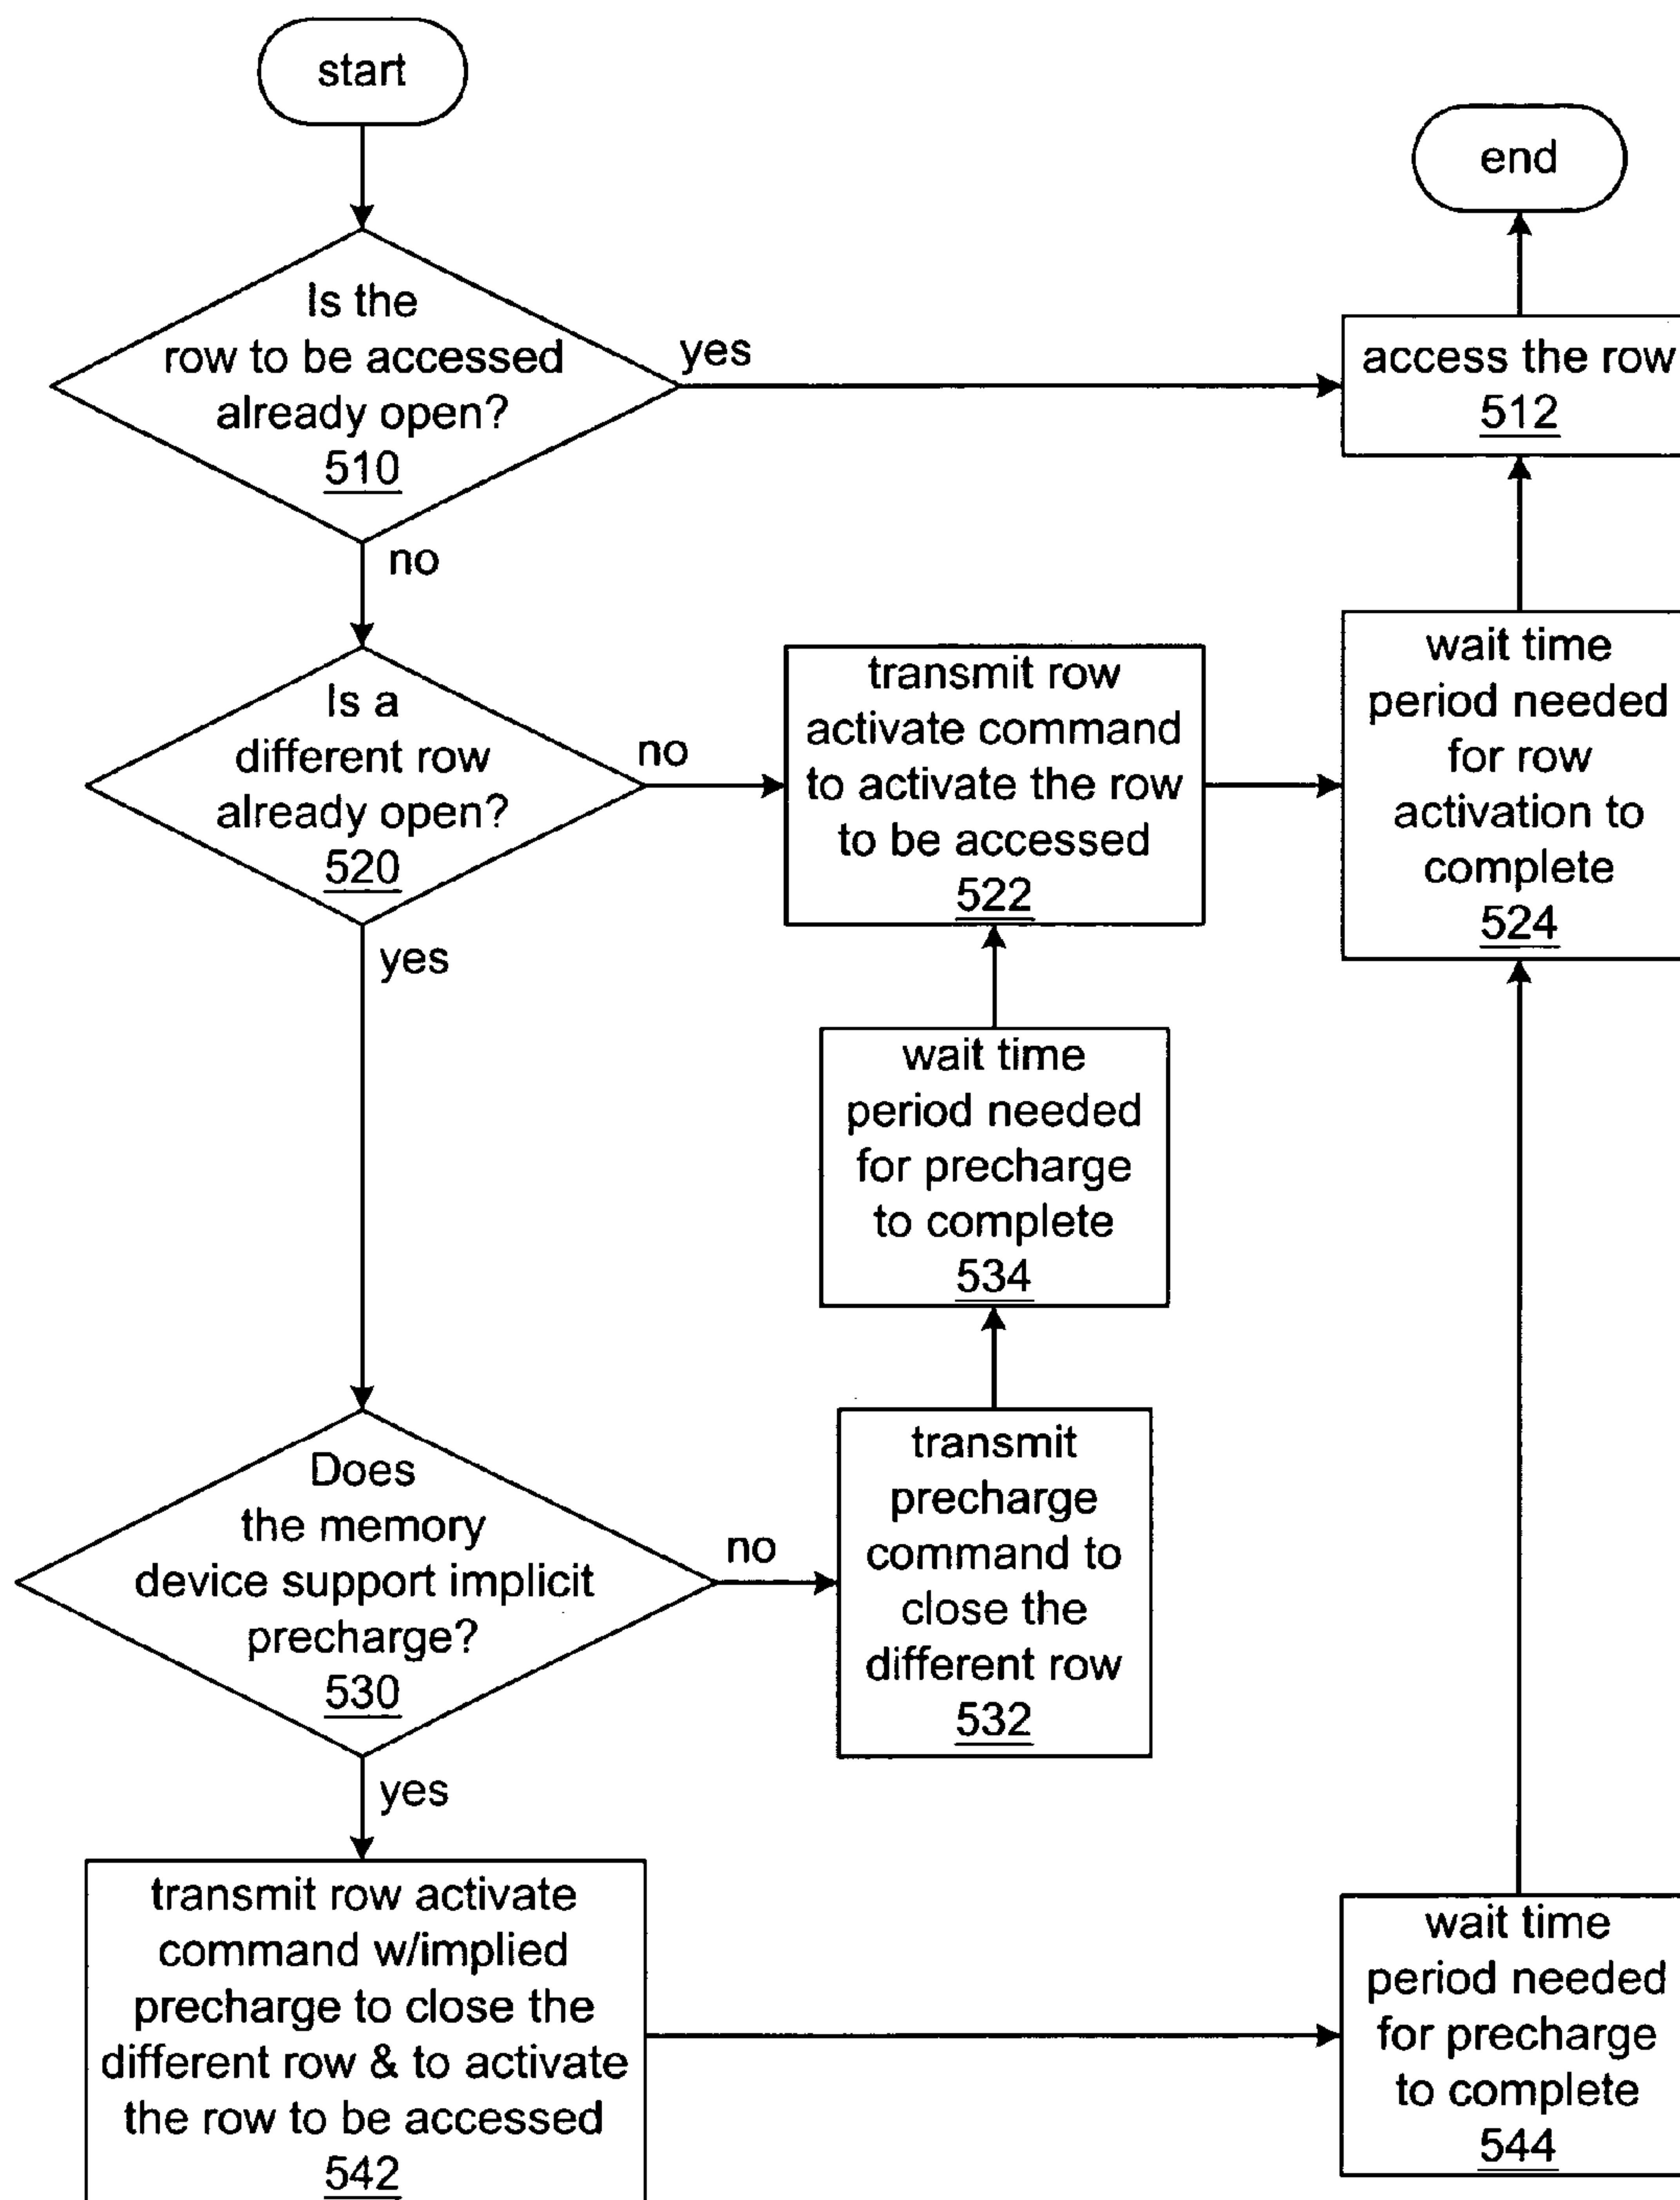 start
end
Is the
row to be accessed
already open?
510
yes
access the row
512
no
Is a
different row
already open?
520
no
transmit row
activate command
to activate the row
to be accessed
522
wait time
period needed
for row
activation to
complete
524
yes
wait time
period needed
for precharge
to complete
534
Does
the memory
device support implicit
precharge?
530
no
transmit
precharge
command to
close the
different row
532
yes
transmit row activate
command w/implied
precharge to close the
different row & to activate
the row to be accessed
542
wait time
period needed
for precharge
to complete
544